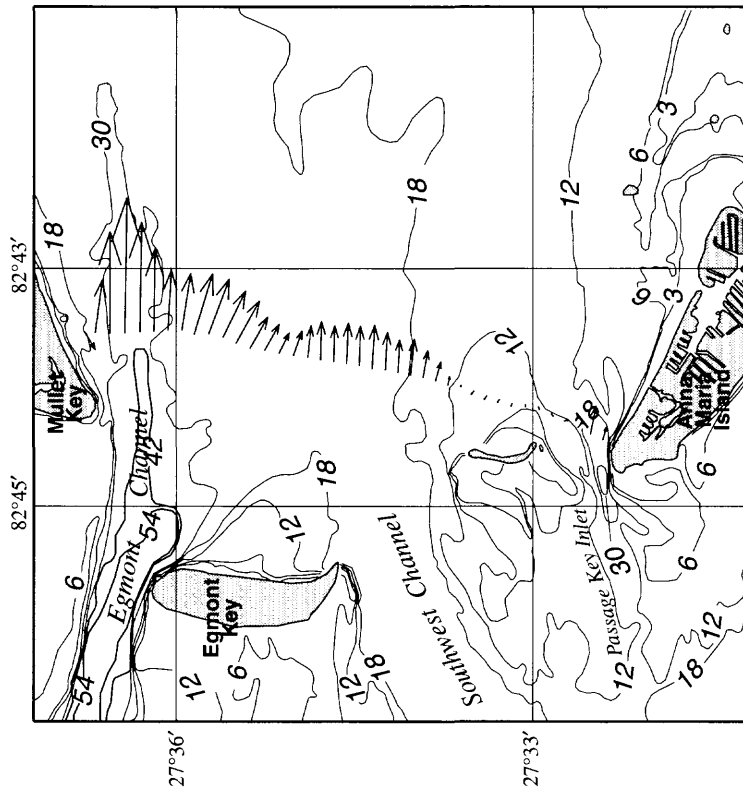 82°45′
82°43′
27°36′
27°33′
Mullet
Key
18
30
6
54
Egmont
Channel
42
54
Egmont
Key
12
6
12
18
12
18
18
Southwest Channel
12
12
Passage Key Inlet
18
30
12
6
12
18
6
Anna
Maria
Island
6
3
6
3